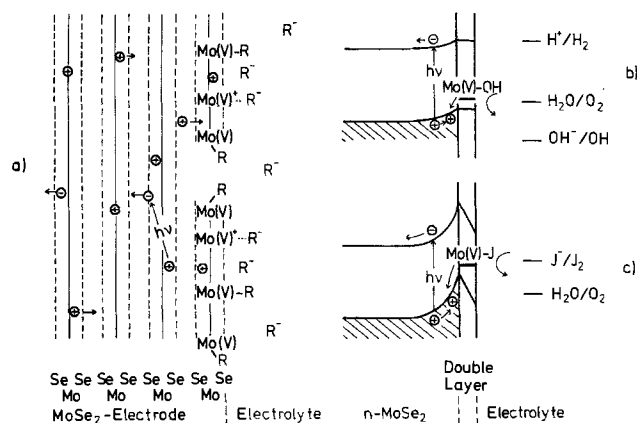 a)
R⁻
Mo(V)-R
R⁻
Mo(V)⁺...R⁻
Mo(V)
R
R⁻
R
Mo(V)
Mo(V)⁺...R⁻
hν
R⁻
Mo(V)-R
R⁻
Mo(V)
R
Se Se Se Se Se Se Se Se
Mo Mo Mo Mo
MoSe₂-Electrode Electrolyte
b)
H⁺/H₂
hν
Mo(V)-OH
H₂O/O₂
OH⁻/OH
c)
Mo(V)-J
J⁻/J₂
hν
H₂O/O₂
Double
Layer
n-MoSe₂ Electrolyte